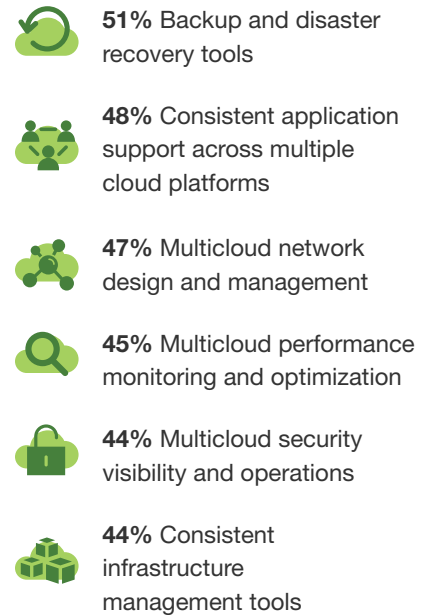 51% Backup and disaster
recovery tools
48% Consistent application
support across multiple
cloud platforms
47% Multicloud network
design and management
45% Multicloud performance
monitoring and optimization
44% Multicloud security
visibility and operations
44% Consistent
infrastructure
management tools